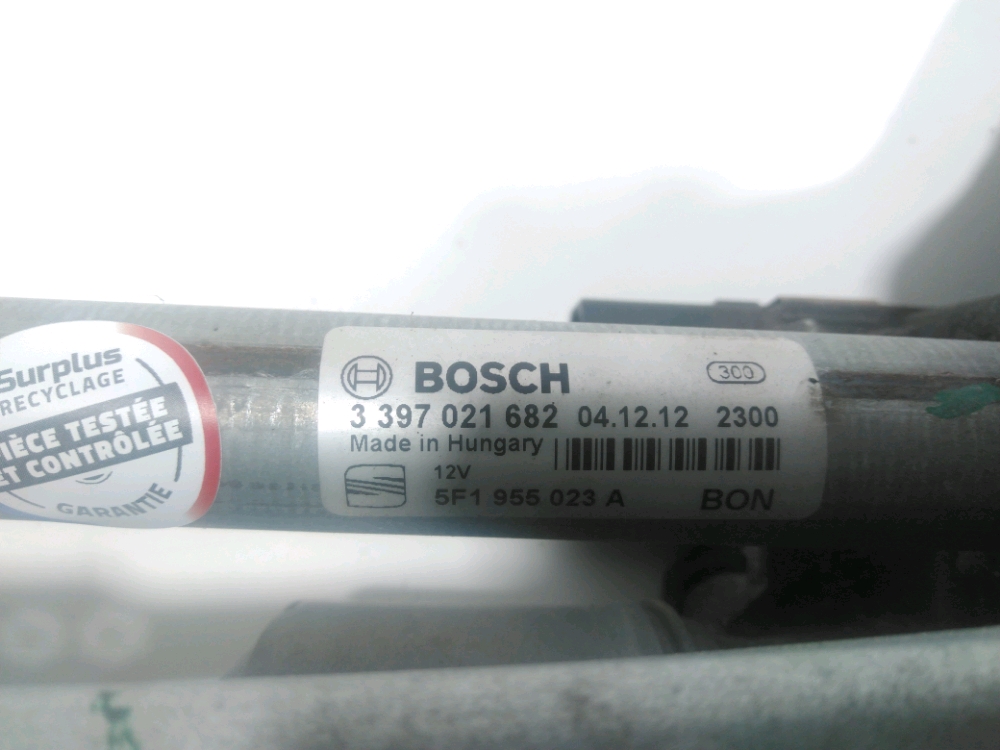 Surplus
RECYCLAGE
PIÈCE TESTÉE
ET CONTRÔLÉE
GARANTIE
BOSCH
300
3 397 021 682 04.12.12 2300
Made in Hungary
12V
5F1 955 023 A BON